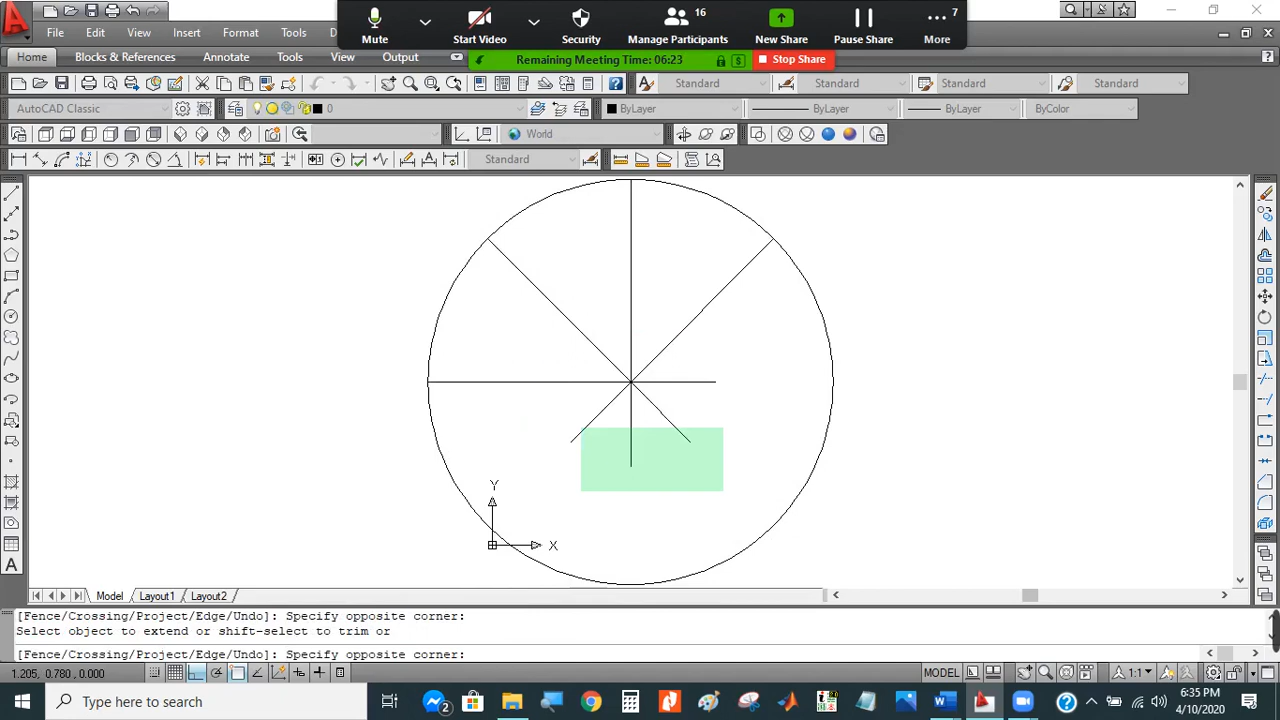 16
7
Mute
Start Video
Security
Manage Participants
New Share
Pause Share
More
Remaining Meeting Time: 06:23
$
Stop Share
File
Edit
View
Insert
Format
Tools
Home
Blocks & References
Annotate
Tools
View
Output
Standard
Standard
Standard
Standard
AutoCAD Classic
0
ByLayer
ByLayer
ByLayer
ByColor
World
Standard
Y
X
A
Model
Layout1
Layout2
[Fence/Crossing/Project/Edge/Undo]: Specify opposite corner:
Select object to extend or shift-select to trim or
[Fence/Crossing/Project/Edge/Undo]: Specify opposite corner:
1.205, 0.780, 0.000
MODEL
1:1
Type here to search
2
6:35 PM
4/10/2020